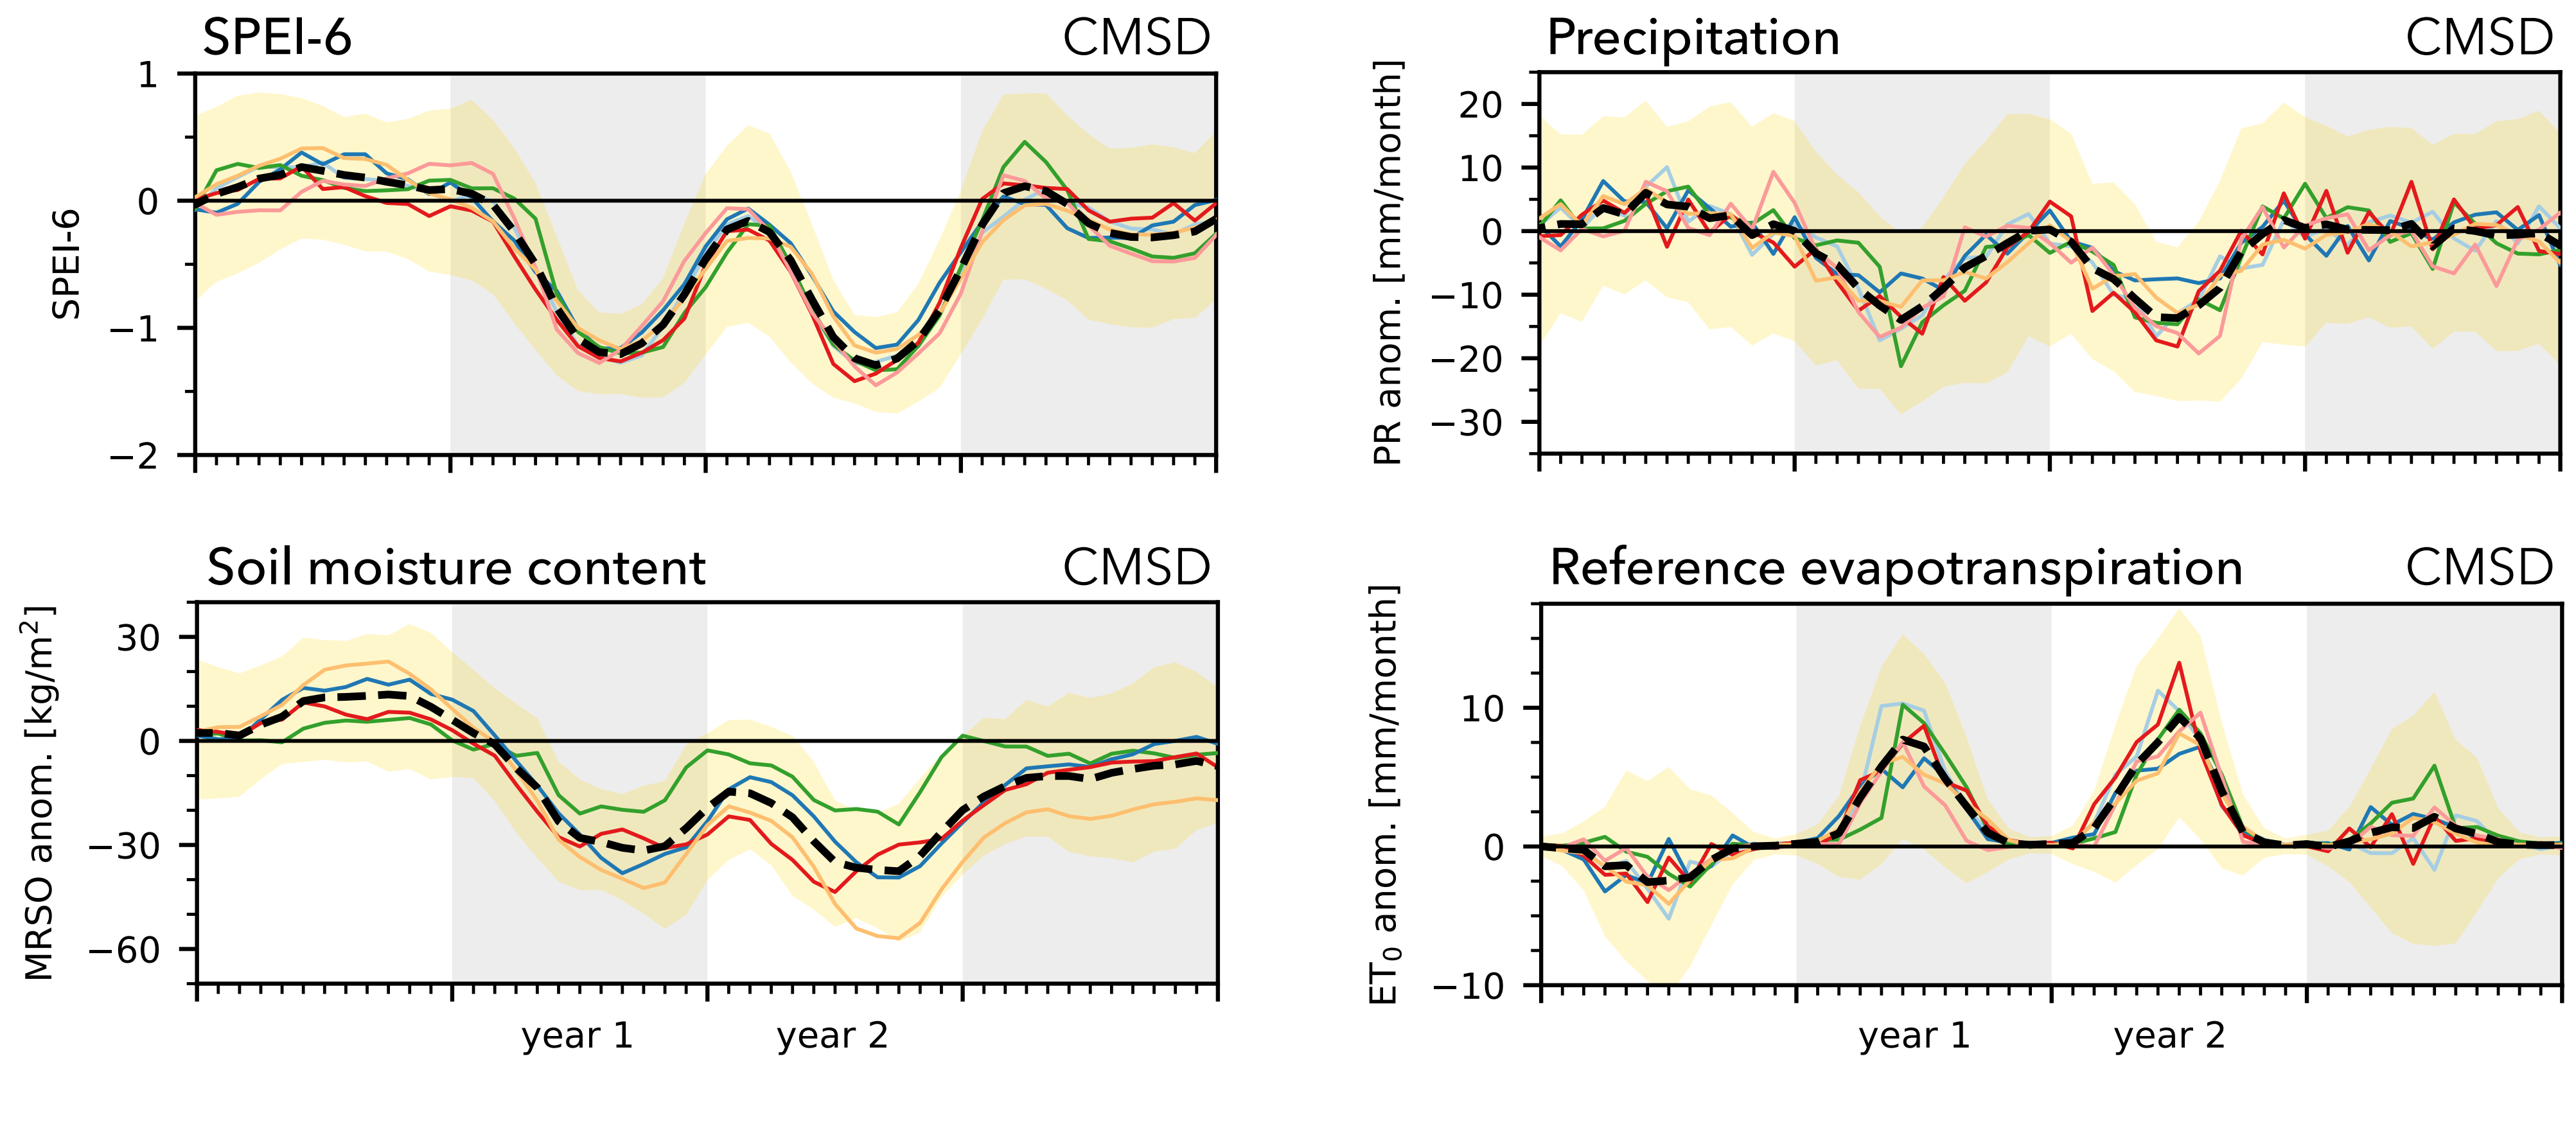 SPEI-6 CMSD
1
0
−1
−2
SPEI-6
Precipitation CMSD
20
10
0
−10
−20
−30
PR anom. [mm/month]
Soil moisture content CMSD
30
0
−30
−60
MRSO anom. [kg/m²]
year 1 year 2
Reference evapotranspiration CMSD
10
0
−10
ET₀ anom. [mm/month]
year 1 year 2